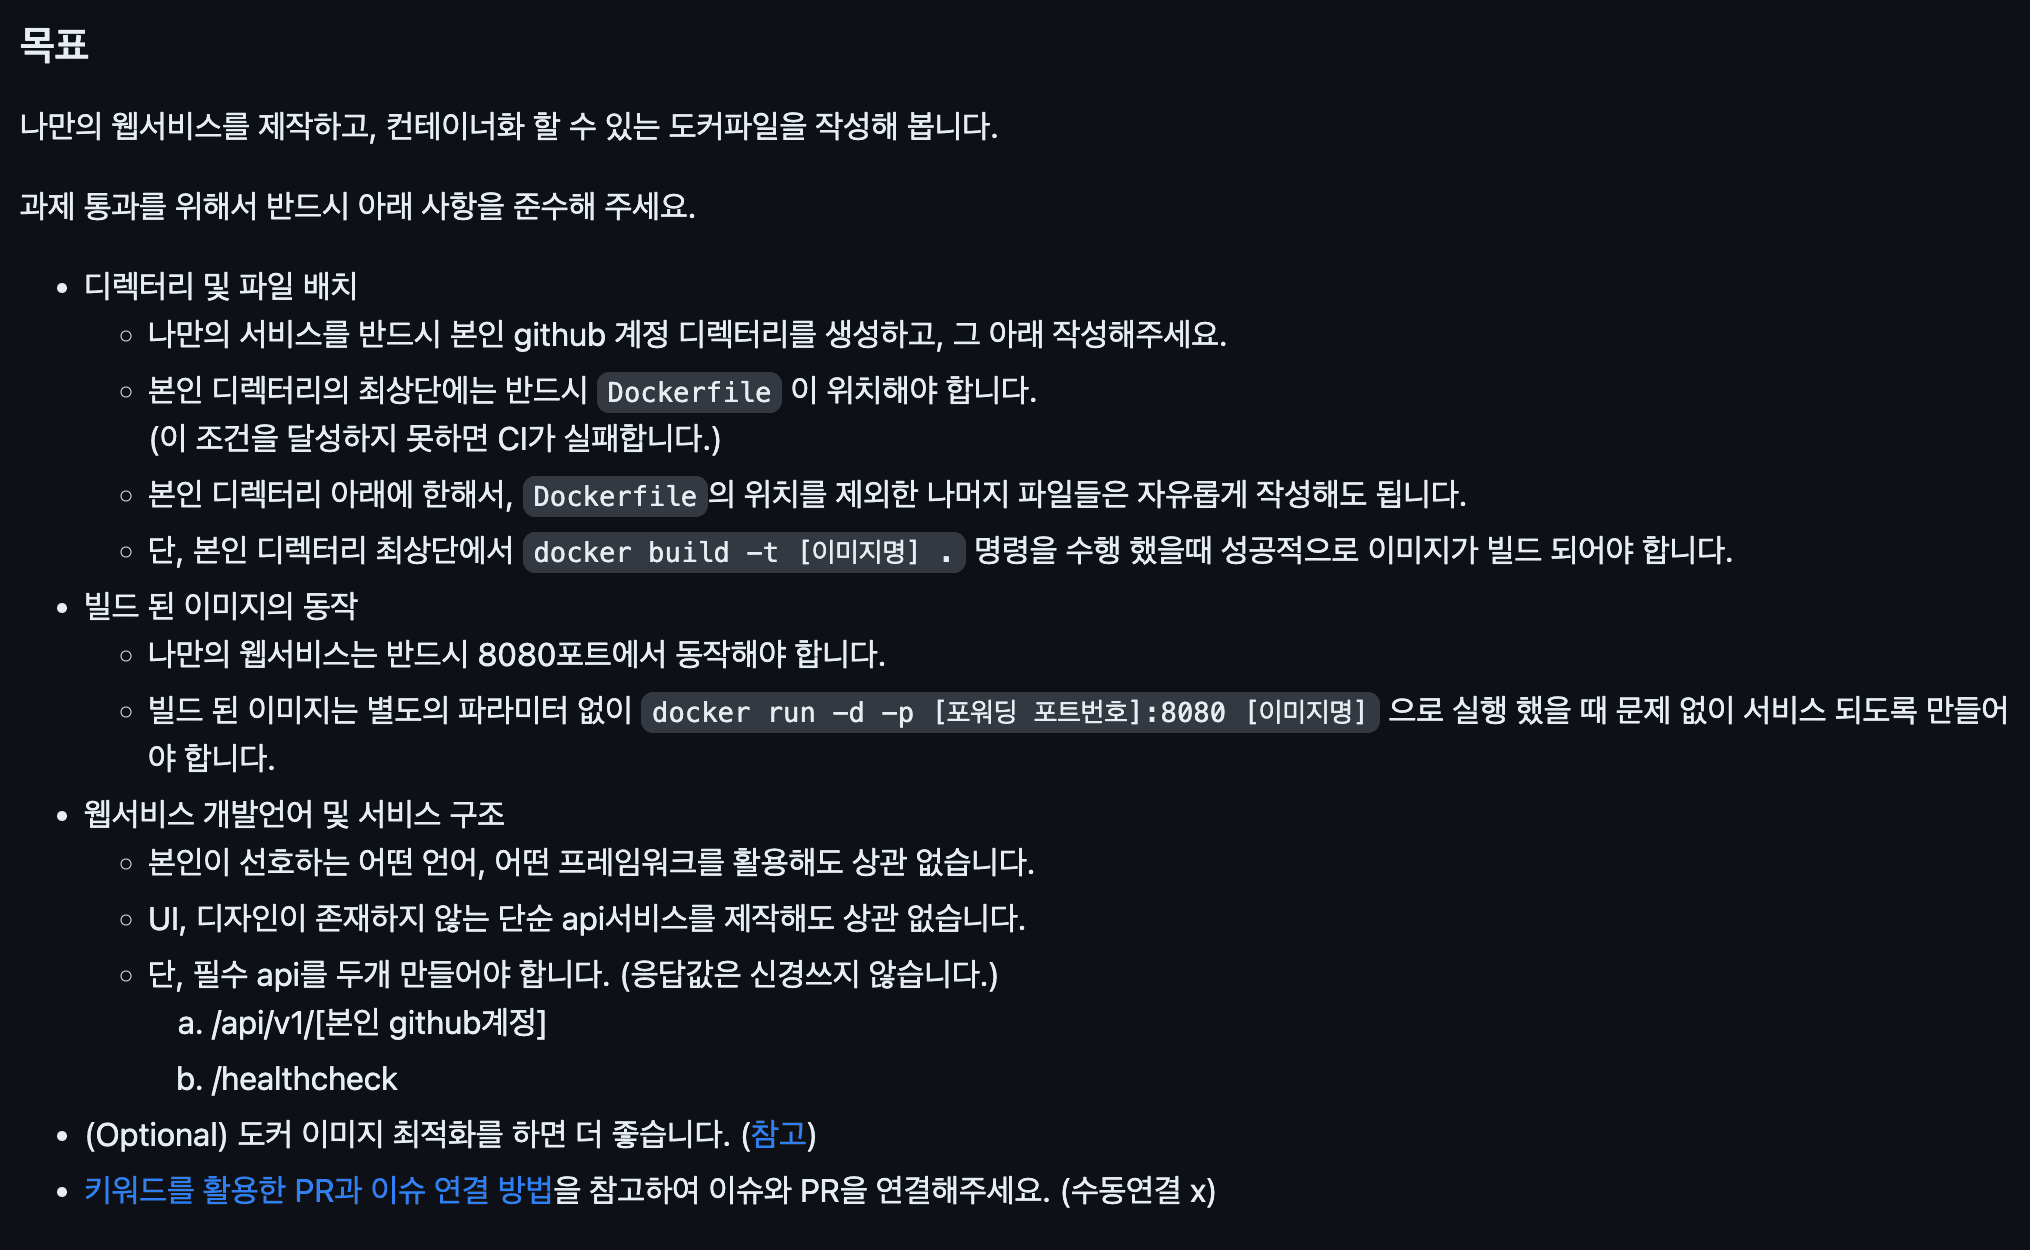 목표
나만의 웹서비스를 제작하고, 컨테이너화 할 수 있는 도커파일을 작성해 봅니다.
과제 통과를 위해서 반드시 아래 사항을 준수해 주세요.
• 디렉터리 및 파일 배치
○ 나만의 서비스를 반드시 본인 github 계정 디렉터리를 생성하고, 그 아래 작성해주세요.
○ 본인 디렉터리의 최상단에는 반드시 Dockerfile 이 위치해야 합니다.
(이 조건을 달성하지 못하면 CI가 실패합니다.)
○ 본인 디렉터리 아래에 한해서, Dockerfile의 위치를 제외한 나머지 파일들은 자유롭게 작성해도 됩니다.
○ 단, 본인 디렉터리 최상단에서 docker build -t [이미지명] . 명령을 수행 했을때 성공적으로 이미지가 빌드 되어야 합니다.
• 빌드 된 이미지의 동작
○ 나만의 웹서비스는 반드시 8080포트에서 동작해야 합니다.
○ 빌드 된 이미지는 별도의 파라미터 없이 docker run -d -p [포워딩 포트번호]:8080 [이미지명] 으로 실행 했을 때 문제 없이 서비스 되도록 만들어
야 합니다.
• 웹서비스 개발언어 및 서비스 구조
○ 본인이 선호하는 어떤 언어, 어떤 프레임워크를 활용해도 상관 없습니다.
○ UI, 디자인이 존재하지 않는 단순 api서비스를 제작해도 상관 없습니다.
○ 단, 필수 api를 두개 만들어야 합니다. (응답값은 신경쓰지 않습니다.)
a. /api/v1/[본인 github계정]
b. /healthcheck
• (Optional) 도커 이미지 최적화를 하면 더 좋습니다. (참고)
• 키워드를 활용한 PR과 이슈 연결 방법을 참고하여 이슈와 PR을 연결해주세요. (수동연결 x)